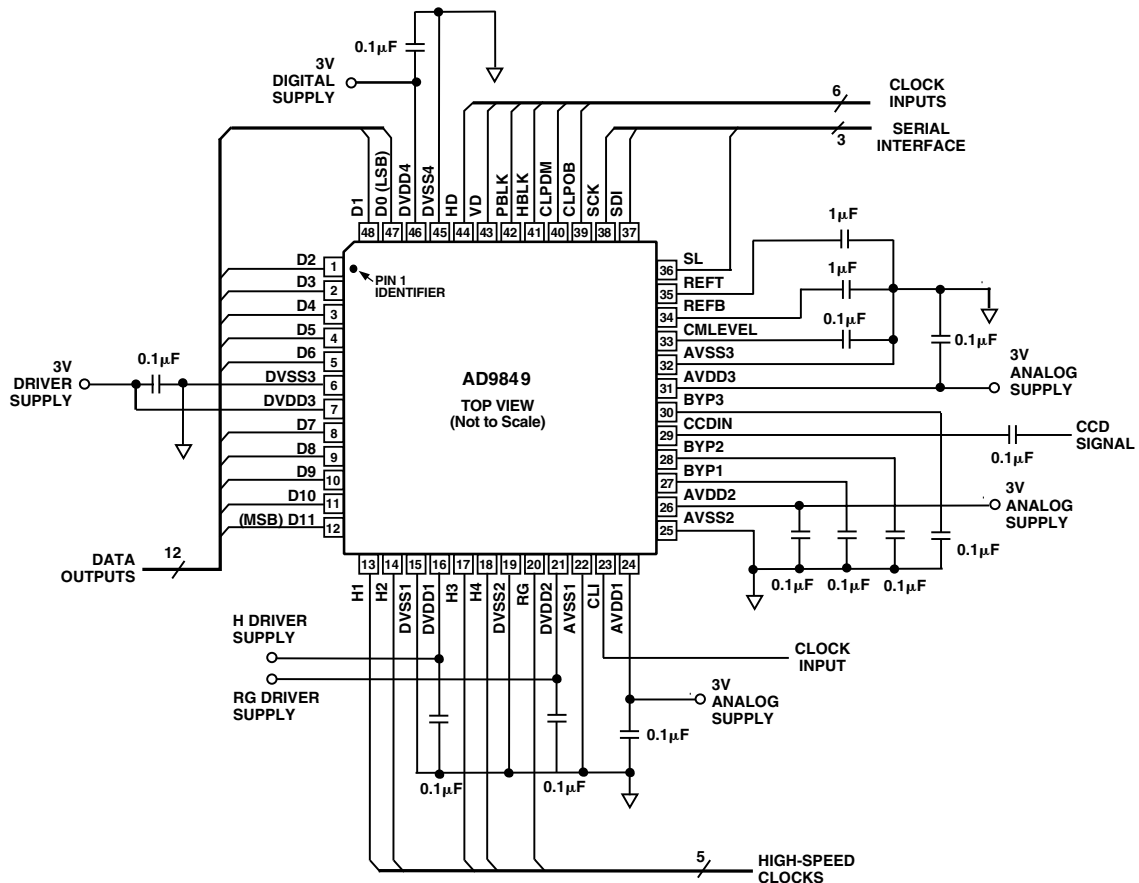 0.1µF
3V
DIGITAL
SUPPLY
6
CLOCK
INPUTS
3
SERIAL
INTERFACE
D1
D0 (LSB)
DVDD4
DVSS4
HD
VD
PBLK
HBLK
CLPDM
CLPOB
SCK
SDI
48
47
46
45
44
43
42
41
40
39
38
37
D2
1
D3
2
D4
3
D5
4
D6
5
DVSS3
6
DVDD3
7
D7
8
D8
9
D9
10
D10
11
(MSB) D11
12
3V
DRIVER
SUPPLY
0.1µF
DATA
OUTPUTS
12
PIN 1
IDENTIFIER
AD9849
TOP VIEW
(Not to Scale)
36
SL
35
REFT
34
REFB
33
CMLEVEL
32
AVSS3
31
AVDD3
30
BYP3
29
CCDIN
28
BYP2
27
BYP1
26
AVDD2
25
AVSS2
1µF
1µF
0.1µF
0.1µF
3V
ANALOG
SUPPLY
CCD
SIGNAL
0.1µF
3V
ANALOG
SUPPLY
0.1µF
0.1µF
0.1µF
0.1µF
13
14
15
16
17
18
19
20
21
22
23
24
H1
H2
DVSS1
DVDD1
H3
H4
DVSS2
RG
DVDD2
AVSS1
CLI
AVDD1
H DRIVER
SUPPLY
RG DRIVER
SUPPLY
CLOCK
INPUT
3V
ANALOG
SUPPLY
0.1µF
0.1µF
0.1µF
5
HIGH-SPEED
CLOCKS